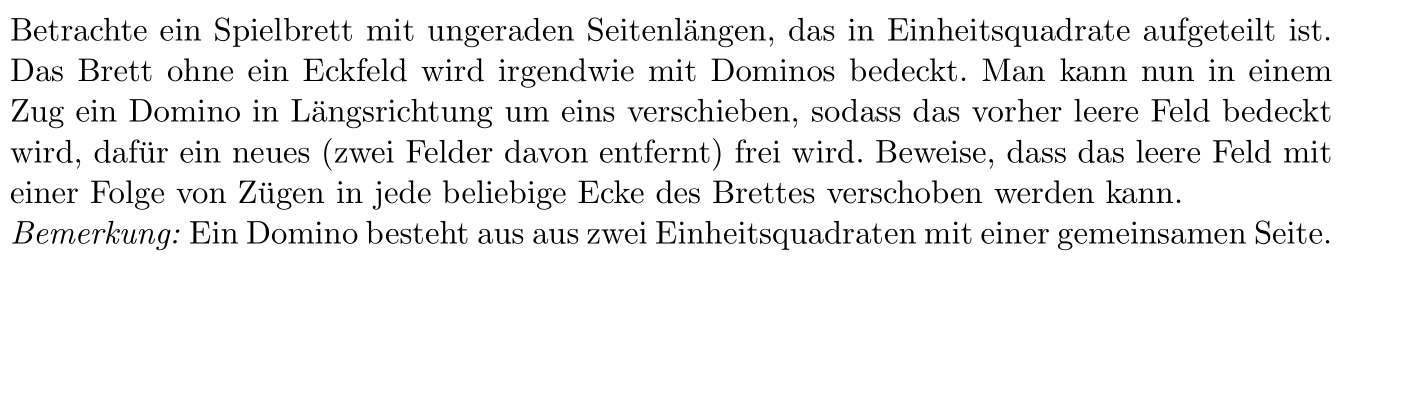 Betrachte ein Spielbrett mit ungeraden Seitenlängen, das in Einheitsquadrate aufgeteilt ist.
Das Brett ohne ein Eckfeld wird irgendwie mit Dominos bedeckt. Man kann nun in einem
Zug ein Domino in Längsrichtung um eins verschieben, sodass das vorher leere Feld bedeckt
wird, dafür ein neues (zwei Felder davon entfernt) frei wird. Beweise, dass das leere Feld mit
einer Folge von Zügen in jede beliebige Ecke des Brettes verschoben werden kann.
Bemerkung: Ein Domino besteht aus aus zwei Einheitsquadraten mit einer gemeinsamen Seite.